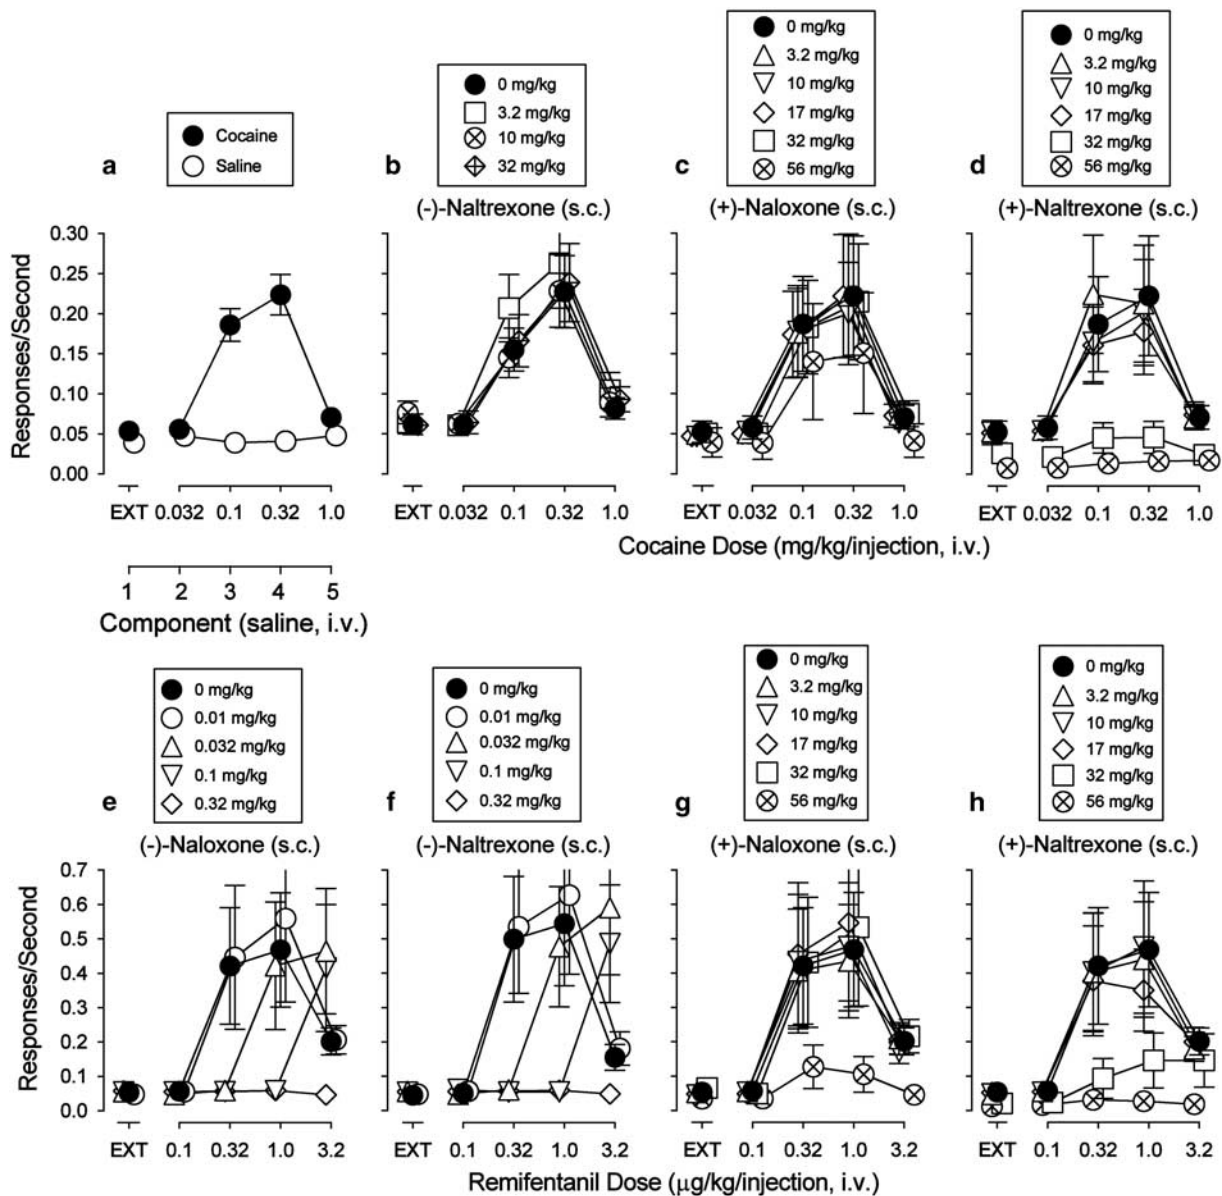 0 mg/kg
3.2 mg/kg
10 mg/kg
17 mg/kg
32 mg/kg
56 mg/kg
0 mg/kg
3.2 mg/kg
10 mg/kg
17 mg/kg
32 mg/kg
56 mg/kg
0 mg/kg
3.2 mg/kg
10 mg/kg
32 mg/kg
Cocaine
Saline
a
b
c
d
(-)-Naltrexone (s.c.)
(+)-Naloxone (s.c.)
(+)-Naltrexone (s.c.)
Responses/Second
0.30
0.25
0.20
0.15
0.10
0.05
0.00
EXT 0.032 0.1 0.32 1.0
EXT 0.032 0.1 0.32 1.0
EXT 0.032 0.1 0.32 1.0
EXT 0.032 0.1 0.32 1.0
Cocaine Dose (mg/kg/injection, i.v.)
1 2 3 4 5
Component (saline, i.v.)
0 mg/kg
0.01 mg/kg
0.032 mg/kg
0.1 mg/kg
0.32 mg/kg
0 mg/kg
0.01 mg/kg
0.032 mg/kg
0.1 mg/kg
0.32 mg/kg
0 mg/kg
3.2 mg/kg
10 mg/kg
17 mg/kg
32 mg/kg
56 mg/kg
0 mg/kg
3.2 mg/kg
10 mg/kg
17 mg/kg
32 mg/kg
56 mg/kg
e
f
g
h
(-)-Naloxone (s.c.)
(-)-Naltrexone (s.c.)
(+)-Naloxone (s.c.)
(+)-Naltrexone (s.c.)
Responses/Second
0.7
0.6
0.5
0.4
0.3
0.2
0.1
0.0
EXT 0.1 0.32 1.0 3.2
EXT 0.1 0.32 1.0 3.2
EXT 0.1 0.32 1.0 3.2
EXT 0.1 0.32 1.0 3.2
Remifentanil Dose (μg/kg/injection, i.v.)